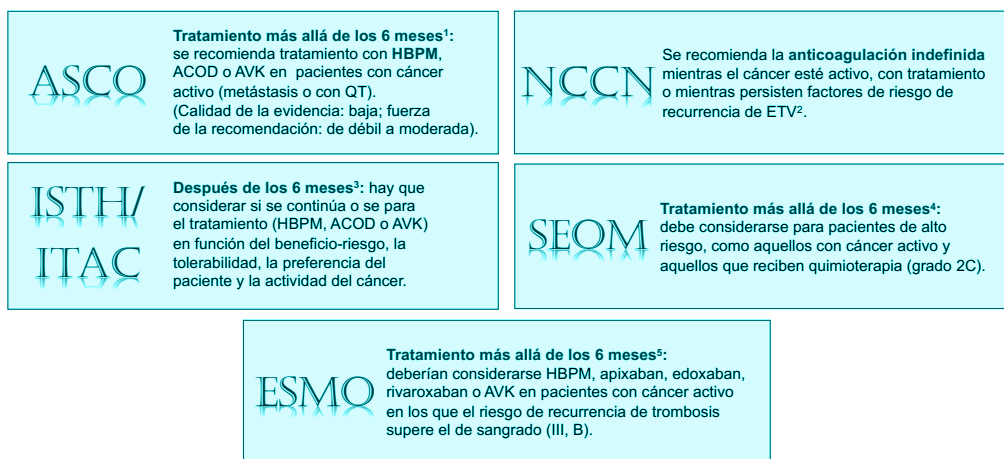 ASCO
Tratamiento más allá de los 6 meses¹:
se recomienda tratamiento con HBPM,
ACOD o AVK en pacientes con cáncer
activo (metástasis o con QT).
(Calidad de la evidencia: baja; fuerza
de la recomendación: de débil a moderada).
NCCN
Se recomienda la anticoagulación indefinida
mientras el cáncer esté activo, con tratamiento
o mientras persisten factores de riesgo de
recurrencia de ETV².
ISTH/
ITAC
Después de los 6 meses³: hay que
considerar si se continúa o se para
el tratamiento (HBPM, ACOD o AVK)
en función del beneficio-riesgo, la
tolerabilidad, la preferencia del
paciente y la actividad del cáncer.
SEOM
Tratamiento más allá de los 6 meses⁴:
debe considerarse para pacientes de alto
riesgo, como aquellos con cáncer activo y
aquellos que reciben quimioterapia (grado 2C).
ESMO
Tratamiento más allá de los 6 meses⁵:
deberían considerarse HBPM, apixaban, edoxaban,
rivaroxaban o AVK en pacientes con cáncer activo
en los que el riesgo de recurrencia de trombosis
supere el de sangrado (III, B).